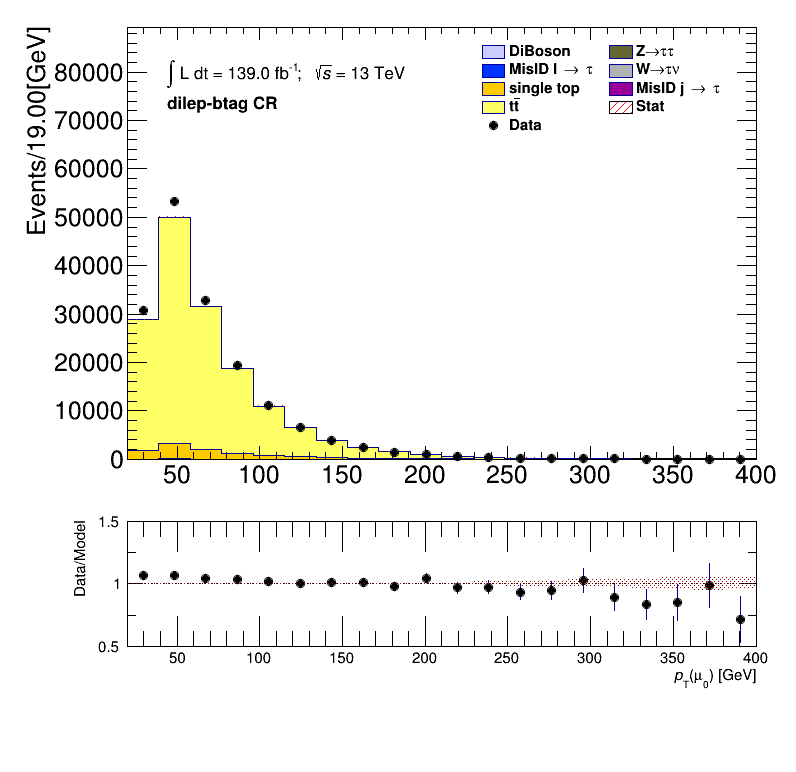 Events/19.00[GeV]
80000
70000
60000
50000
40000
30000
20000
10000
0
∫ L dt = 139.0 fb⁻¹; √s = 13 TeV
dilep-btag CR
DiBoson
MisID l → τ
single top
tt̄
Data
Z→ττ
W→τν
MisID j → τ
Stat
50 100 150 200 250 300 350 400
Data/Model
1.5
1
0.5
50 100 150 200 250 300 350 400
p_T(μ_0) [GeV]